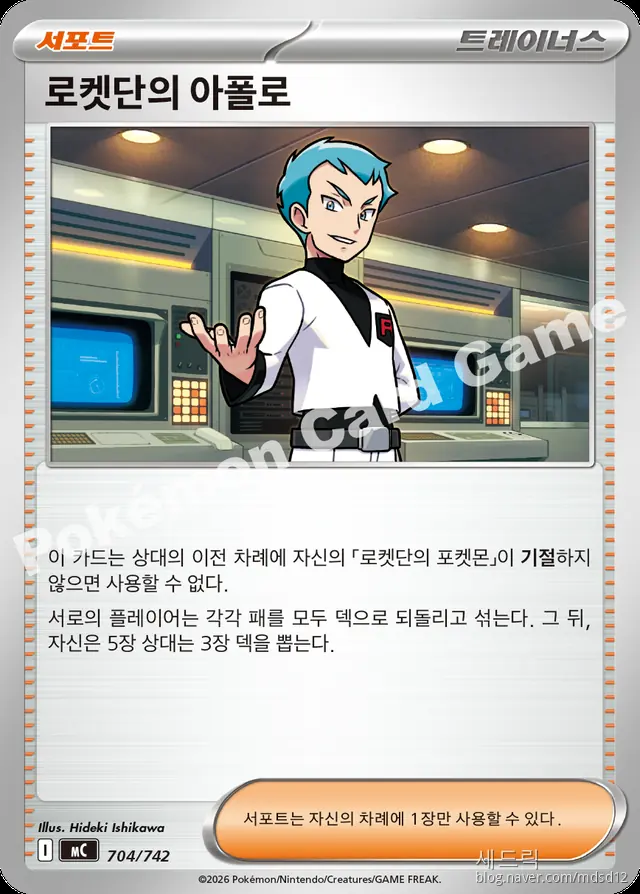 서포트
트레이너스
로켓단의 아폴로
R
Pokémon Card Game
이 카드는 상대의 이전 차례에 자신의 「로켓단의 포켓몬」이 기절하지
않으면 사용할 수 없다.
서로의 플레이어는 각각 패를 모두 덱으로 되돌리고 섞는다. 그 뒤,
자신은 5장 상대는 3장 덱을 뽑는다.
서포트는 자신의 차례에 1장만 사용할 수 있다.
Illus. Hideki Ishikawa
I MC 704/742
©2026 Pokémon/Nintendo/Creatures/GAME FREAK.
세드릭
blog.naver.com/mdsd12